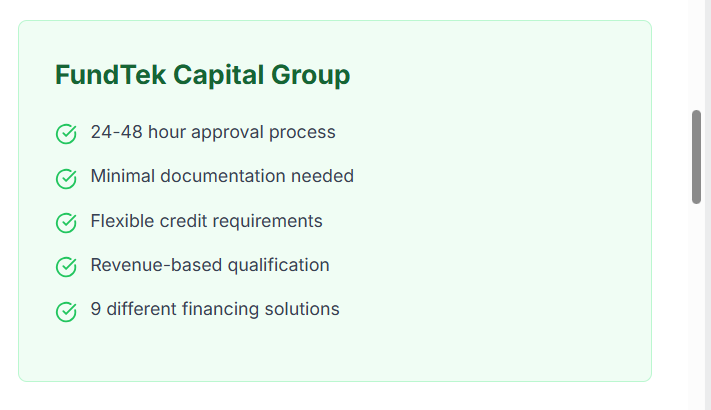 FundTek Capital Group
24-48 hour approval process
Minimal documentation needed
Flexible credit requirements
Revenue-based qualification
9 different financing solutions